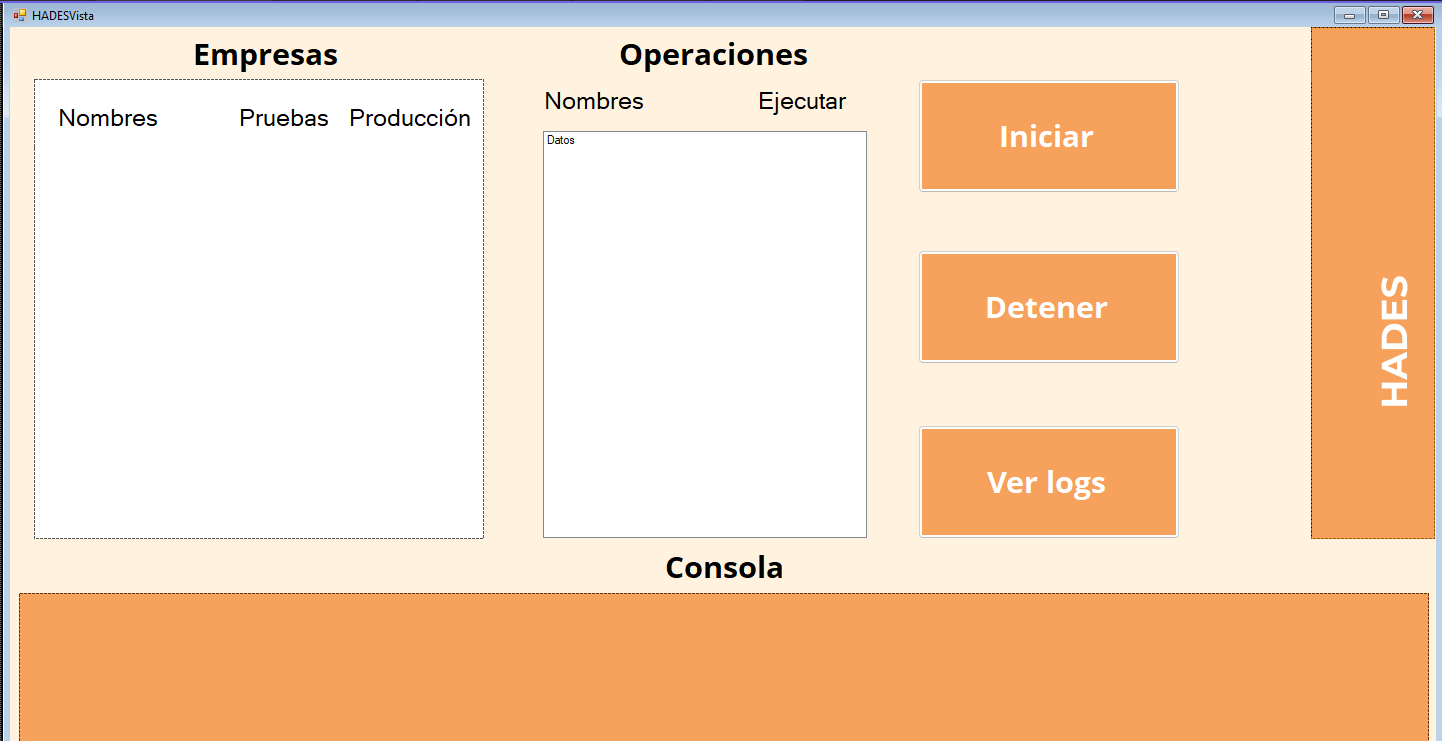 HADESVista
Empresas
Nombres Pruebas Producción
Operaciones
Nombres Ejecutar
Datos
Iniciar
Detener
Ver logs
HADES
Consola